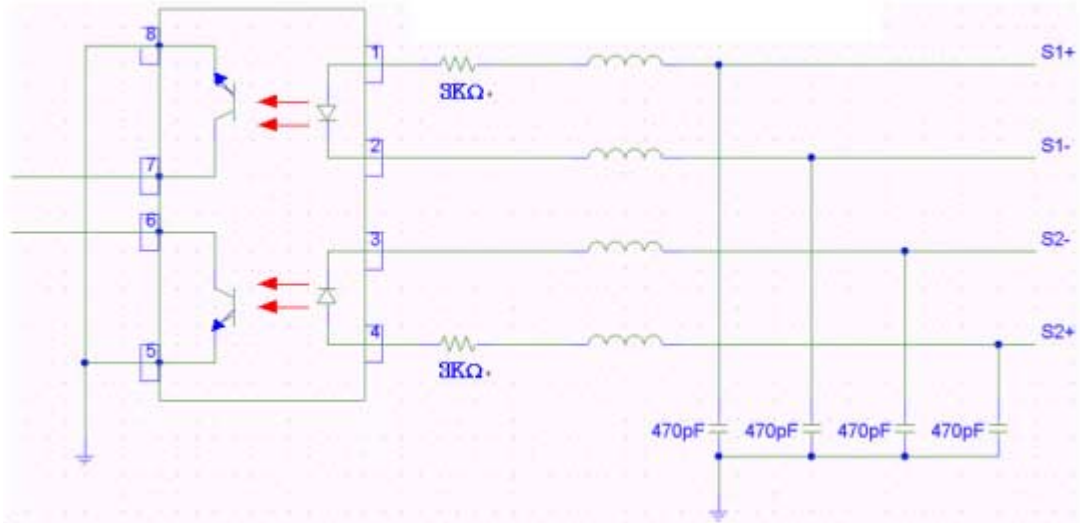 8
1
S1+
3KΩ
2
S1-
7
6
3
S2-
4
S2+
5
3KΩ
470pF 470pF 470pF 470pF